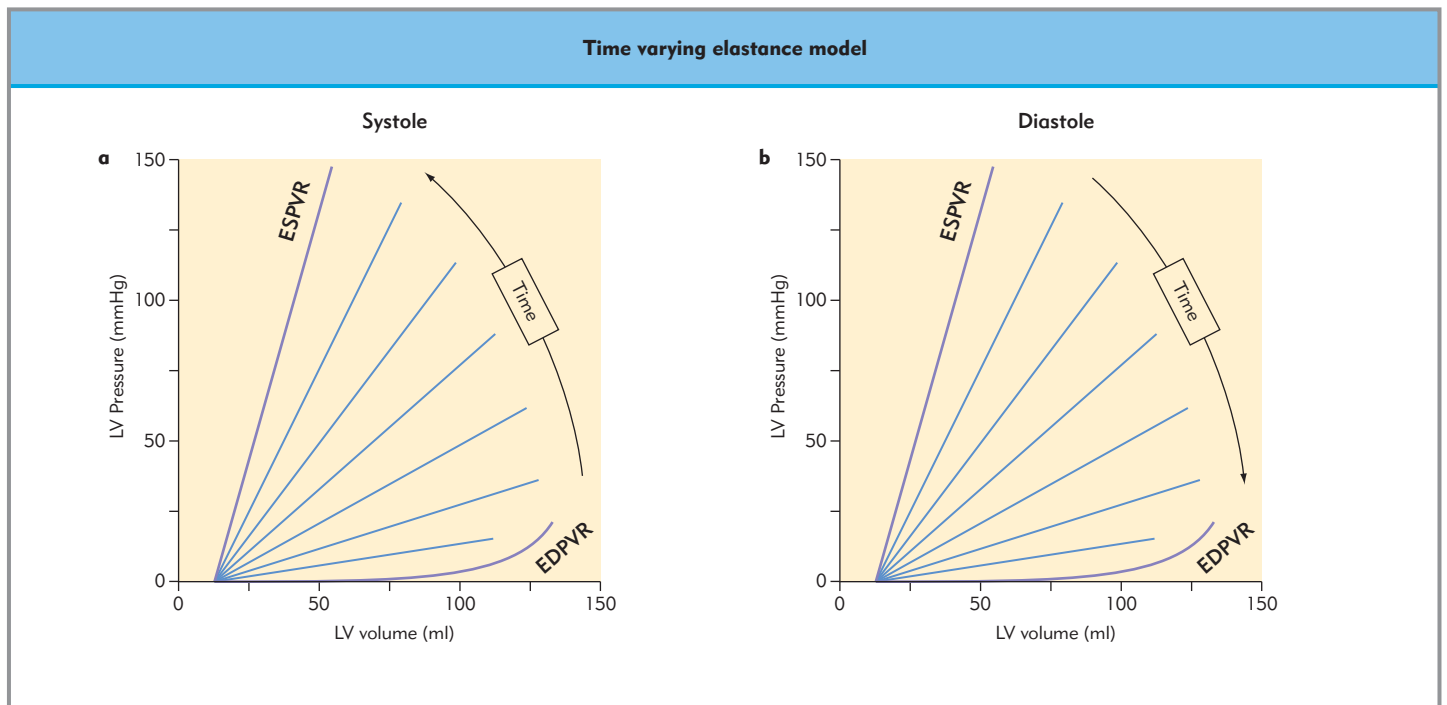 Time varying elastance model
Systole
a
150
100
50
0
LV Pressure (mmHg)
ESPVR
Time
EDPVR
0 50 100 150
LV volume (ml)
Diastole
b
150
100
50
0
LV Pressure (mmHg)
ESPVR
Time
EDPVR
0 50 100 150
LV volume (ml)